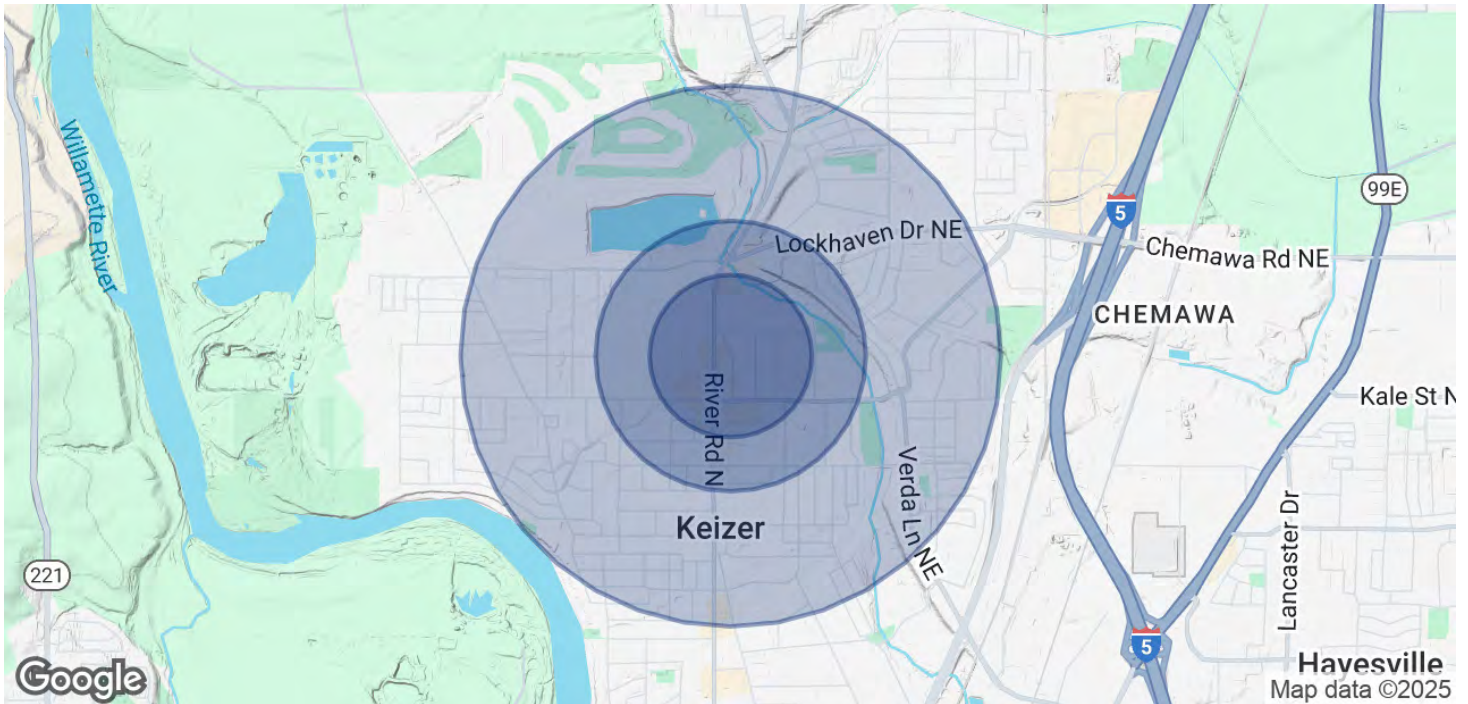 99E
5
Willamette River
Lockhaven Dr NE
Chemawa Rd NE
CHEMAWA
River Rd N
Kale St N
Verda Ln NE
Keizer
Lancaster Dr
221
5
Hayesville
Google
Map data ©2025